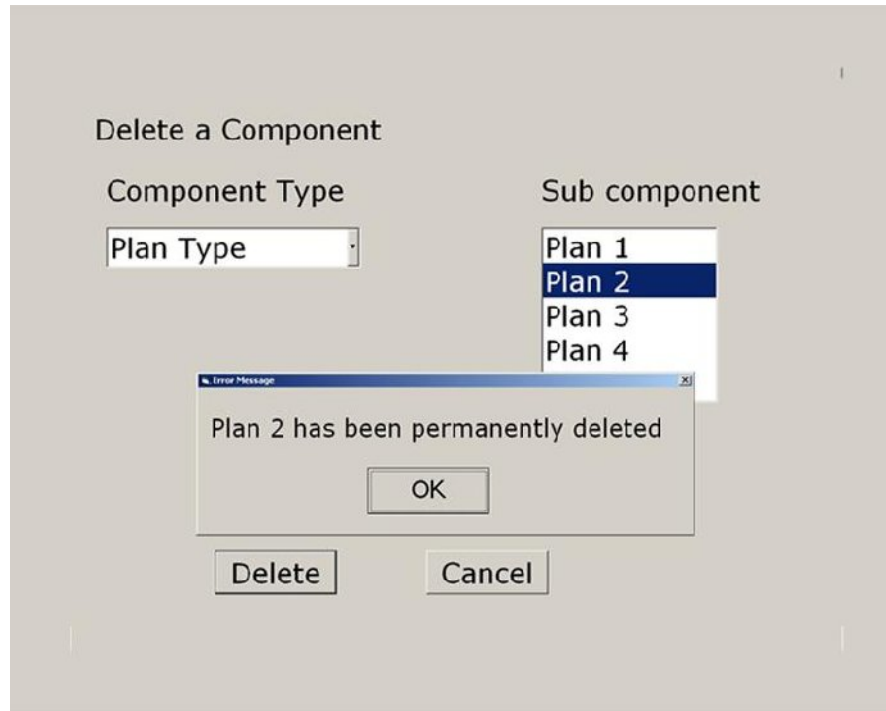 Delete a Component
Component Type
Sub component
Plan Type
Plan 1
Plan 2
Plan 3
Plan 4
Error Message
Plan 2 has been permanently deleted
OK
Delete
Cancel